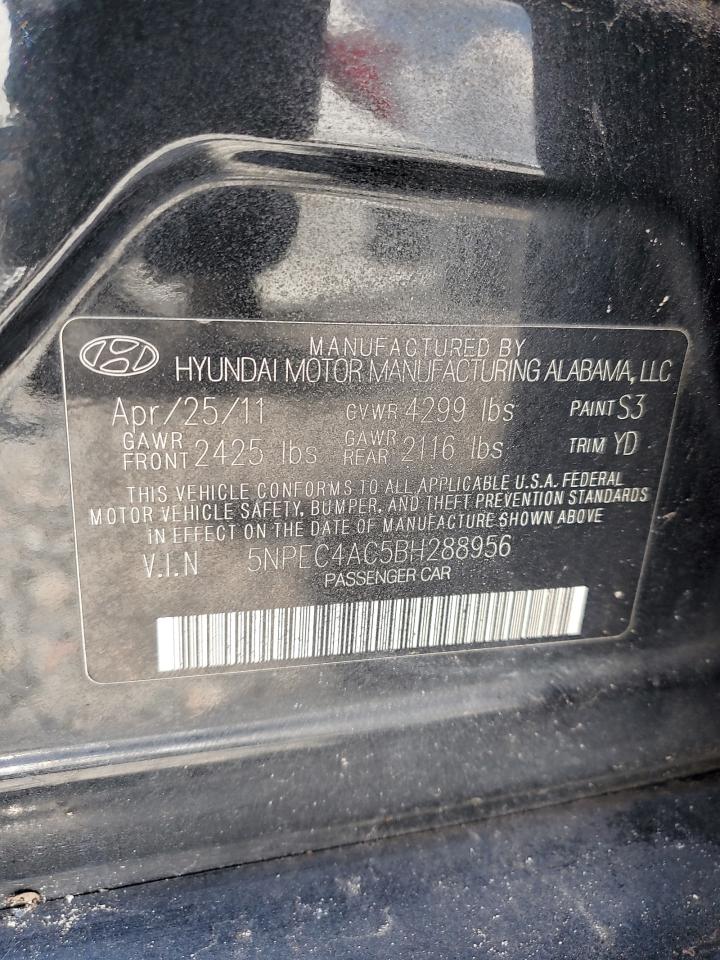 MANUFACTURED BY
HYUNDAI MOTOR MANUFACTURING ALABAMA, LLC
Apr/25/11 GVWR 4299 lbs PAINT S3
GAWR FRONT 2425 lbs GAWR REAR 2116 lbs TRIM YD
THIS VEHICLE CONFORMS TO ALL APPLICABLE U.S.A. FEDERAL
MOTOR VEHICLE SAFETY, BUMPER, AND THEFT PREVENTION STANDARDS
IN EFFECT ON THE DATE OF MANUFACTURE SHOWN ABOVE
V.I.N 5NPEC4AC5BH288956
PASSENGER CAR